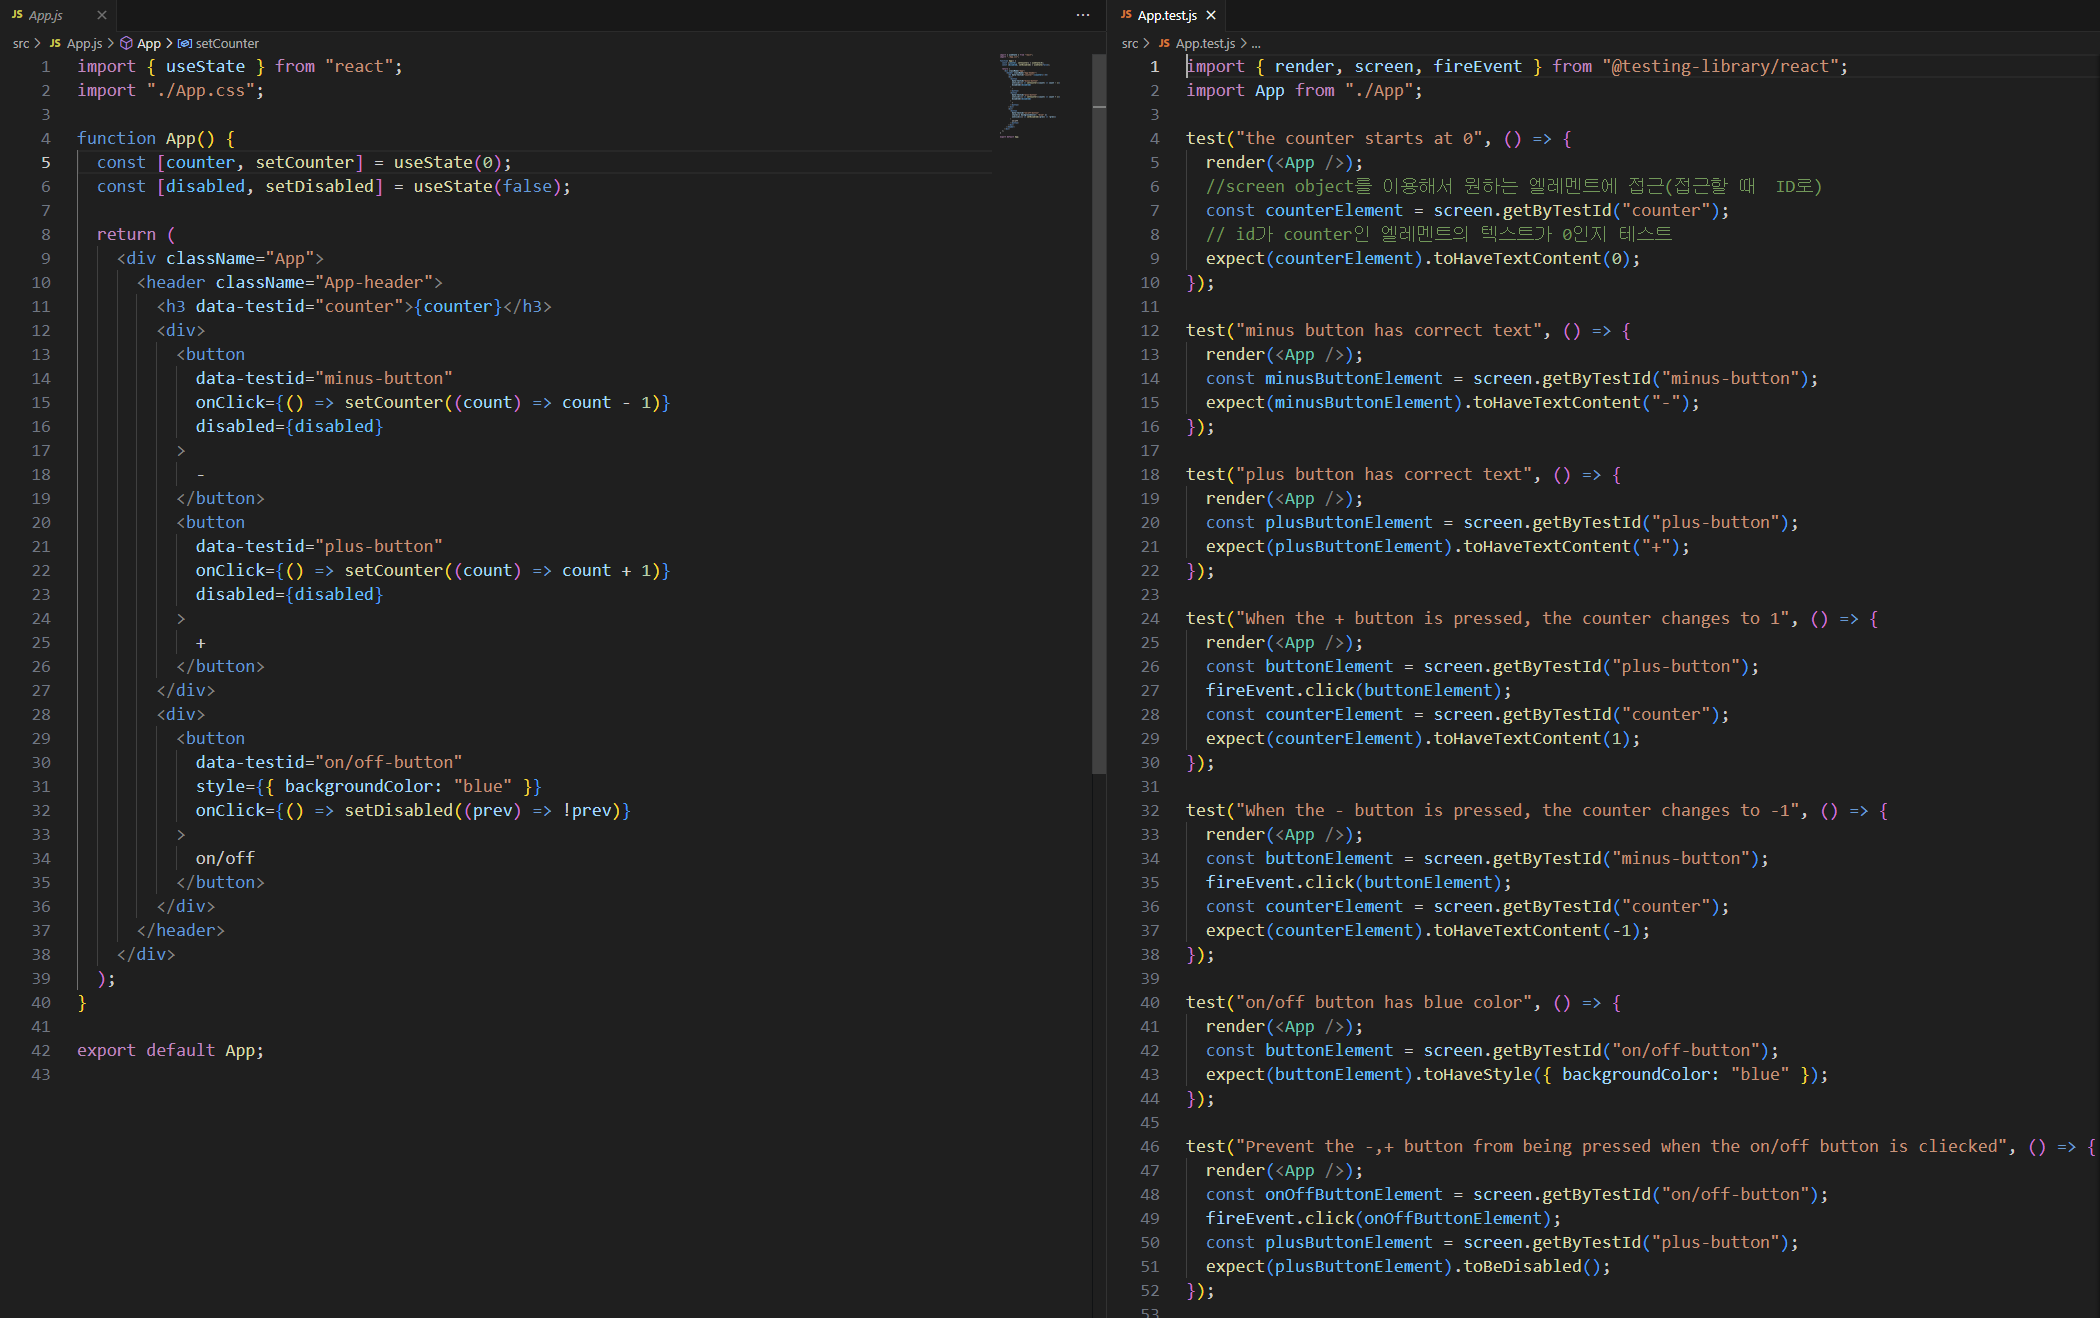 JS App.js ×
src > JS App.js > App > setCounter
1 import { useState } from "react";
2 import "./App.css";
3
4 function App() {
5   const [counter, setCounter] = useState(0);
6   const [disabled, setDisabled] = useState(false);
7
8   return (
9     <div className="App">
10       <header className="App-header">
11         <h3 data-testid="counter">{counter}</h3>
12         <div>
13           <button
14             data-testid="minus-button"
15             onClick={() => setCounter((count) => count - 1)}
16             disabled={disabled}
17           >
18             -
19           </button>
20           <button
21             data-testid="plus-button"
22             onClick={() => setCounter((count) => count + 1)}
23             disabled={disabled}
24           >
25             +
26           </button>
27         </div>
28         <div>
29           <button
30             data-testid="on/off-button"
31             style={{ backgroundColor: "blue" }}
32             onClick={() => setDisabled((prev) => !prev)}
33           >
34             on/off
35           </button>
36         </div>
37       </header>
38     </div>
39   );
40 }
41
42 export default App;
43
JS App.test.js ×
src > JS App.test.js > ...
1 import { render, screen, fireEvent } from "@testing-library/react";
2 import App from "./App";
3
4 test("the counter starts at 0", () => {
5   render(<App />);
6   //screen object를 이용해서 원하는 엘레멘트에 접근(접근할 때  ID로)
7   const counterElement = screen.getByTestId("counter");
8   // id가 counter인 엘레멘트의 텍스트가 0인지 테스트
9   expect(counterElement).toHaveTextContent(0);
10 });
11
12 test("minus button has correct text", () => {
13   render(<App />);
14   const minusButtonElement = screen.getByTestId("minus-button");
15   expect(minusButtonElement).toHaveTextContent("-");
16 });
17
18 test("plus button has correct text", () => {
19   render(<App />);
20   const plusButtonElement = screen.getByTestId("plus-button");
21   expect(plusButtonElement).toHaveTextContent("+");
22 });
23
24 test("When the + button is pressed, the counter changes to 1", () => {
25   render(<App />);
26   const buttonElement = screen.getByTestId("plus-button");
27   fireEvent.click(buttonElement);
28   const counterElement = screen.getByTestId("counter");
29   expect(counterElement).toHaveTextContent(1);
30 });
31
32 test("When the - button is pressed, the counter changes to -1", () => {
33   render(<App />);
34   const buttonElement = screen.getByTestId("minus-button");
35   fireEvent.click(buttonElement);
36   const counterElement = screen.getByTestId("counter");
37   expect(counterElement).toHaveTextContent(-1);
38 });
39
40 test("on/off button has blue color", () => {
41   render(<App />);
42   const buttonElement = screen.getByTestId("on/off-button");
43   expect(buttonElement).toHaveStyle({ backgroundColor: "blue" });
44 });
45
46 test("Prevent the -,+ button from being pressed when the on/off button is cliecked", () => {
47   render(<App />);
48   const onOffButtonElement = screen.getByTestId("on/off-button");
49   fireEvent.click(onOffButtonElement);
50   const plusButtonElement = screen.getByTestId("plus-button");
51   expect(plusButtonElement).toBeDisabled();
52 });
53